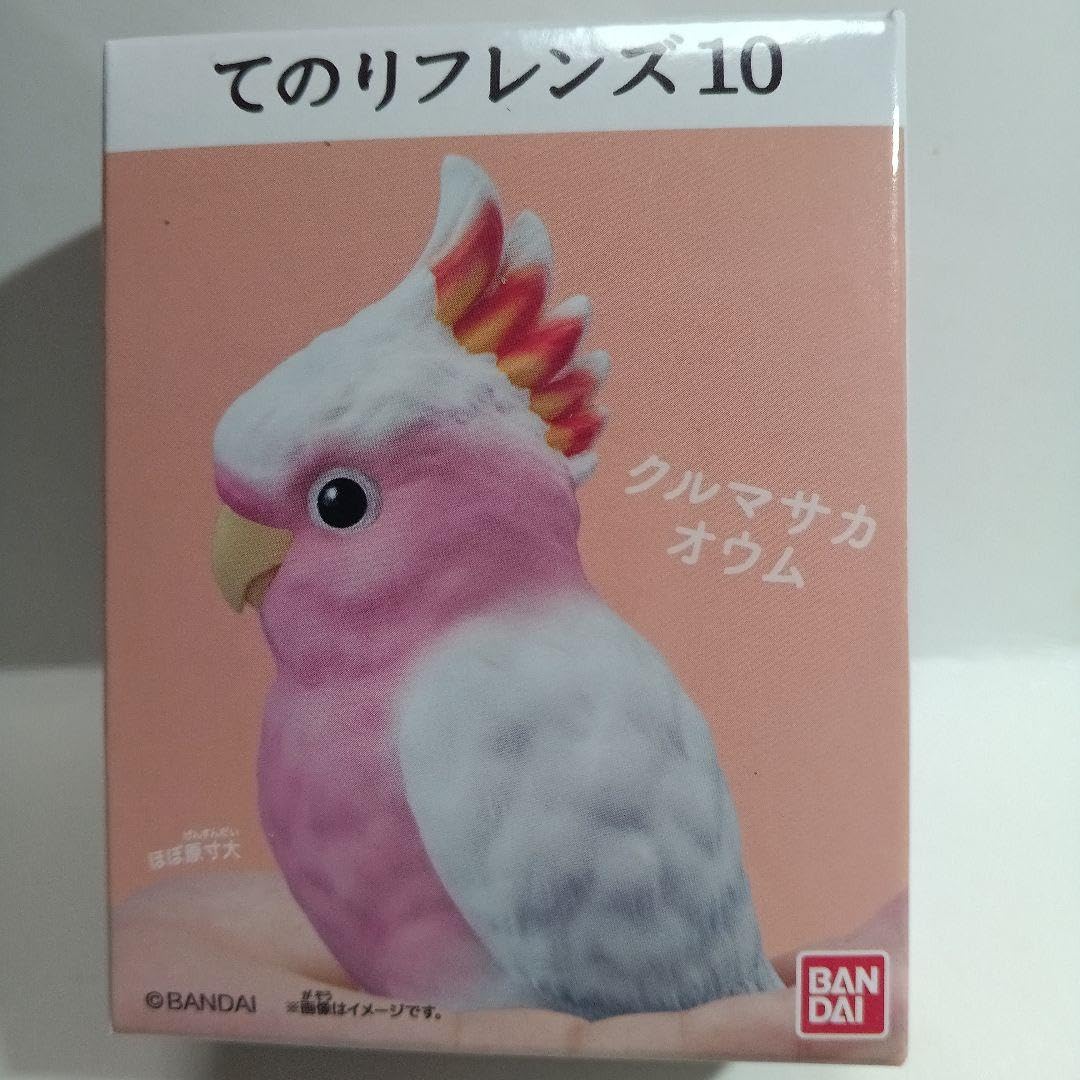 てのりフレンズ10
クルマサカ
オウム
げんすんだい
ほぼ原寸大
©BANDAI
がぞう
※画像はイメージです。
BAN
DAI